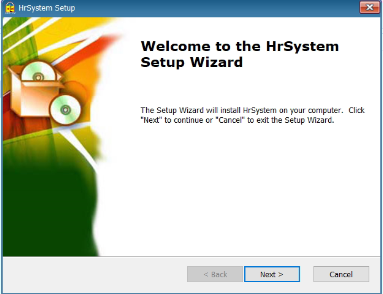 HrSystem Setup
Welcome to the HrSystem
Setup Wizard
The Setup Wizard will install HrSystem on your computer. Click
"Next" to continue or "Cancel" to exit the Setup Wizard.
< Back Next > Cancel